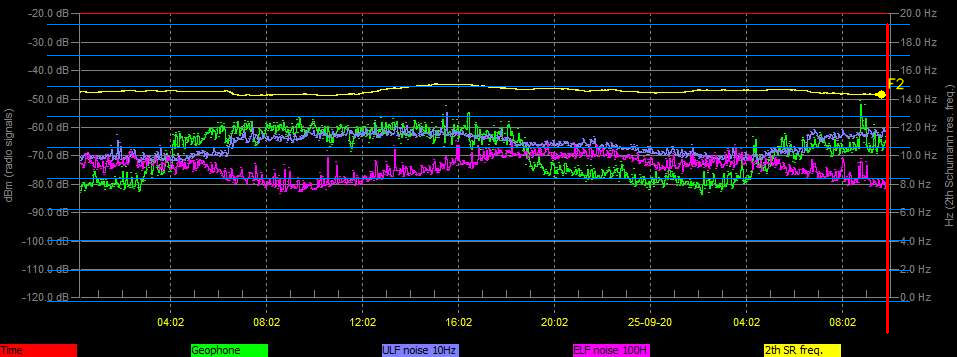 -20.0 dB 20.0 Hz
-30.0 dB 18.0 Hz
-40.0 dB 16.0 Hz
F2
-50.0 dB 14.0 Hz
-60.0 dB 12.0 Hz
-70.0 dB 10.0 Hz
-80.0 dB 8.0 Hz
-90.0 dB 6.0 Hz
-100.0 dB 4.0 Hz
-110.0 dB 2.0 Hz
-120.0 dB 0.0 Hz
dBm (radio signals)
Hz (2th Schumann res. freq.)
04:02 08:02 12:02 16:02 20:02 25-09-20 04:02 08:02
Time Geophone ULF noise 10Hz ELF noise 100H 2th SR freq.